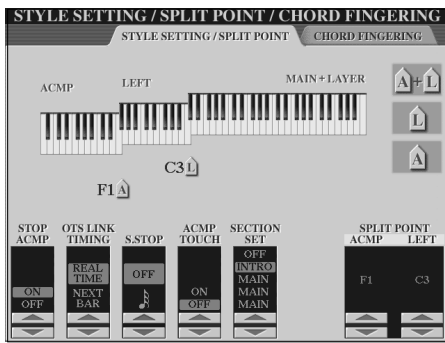 STYLE SETTING / SPLIT POINT / CHORD FINGERING
STYLE SETTING / SPLIT POINT
CHORD FINGERING
ACMP
LEFT
MAIN + LAYER
A + L
L
A
C3 L
F1 A
STOP ACMP
ON
OFF
OTS LINK TIMING
REAL TIME
NEXT BAR
S.STOP
OFF
ACMP TOUCH
ON
OFF
SECTION SET
OFF
INTRO
MAIN
MAIN
MAIN
SPLIT POINT
ACMP LEFT
F1 C3